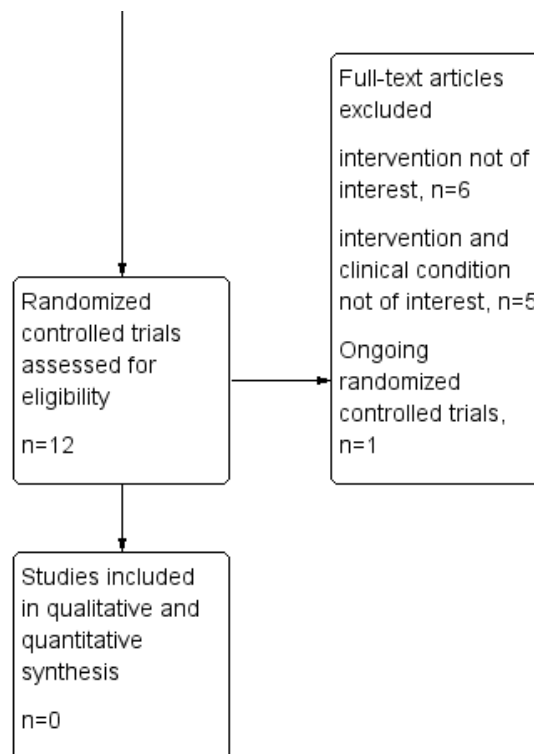 Full-text articles
excluded
intervention not of
interest, n=6
intervention and
clinical condition
not of interest, n=5
Ongoing
randomized
controlled trials,
n=1
Randomized
controlled trials
assessed for
eligibility
n=12
Studies included
in qualitative and
quantitative
synthesis
n=0